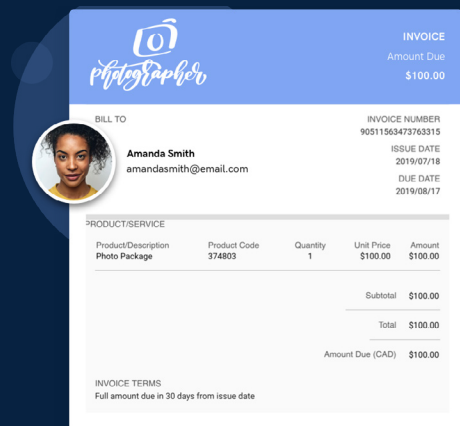 photographer
INVOICE
Amount Due
$100.00
BILL TO
Amanda Smith
amandasmith@email.com
INVOICE NUMBER
90511563473763315
ISSUE DATE
2019/07/18
DUE DATE
2019/08/17
PRODUCT/SERVICE
Product/Description Product Code Quantity Unit Price Amount
Photo Package 374803 1 $100.00 $100.00
Subtotal $100.00
Total $100.00
Amount Due (CAD) $100.00
INVOICE TERMS
Full amount due in 30 days from issue date